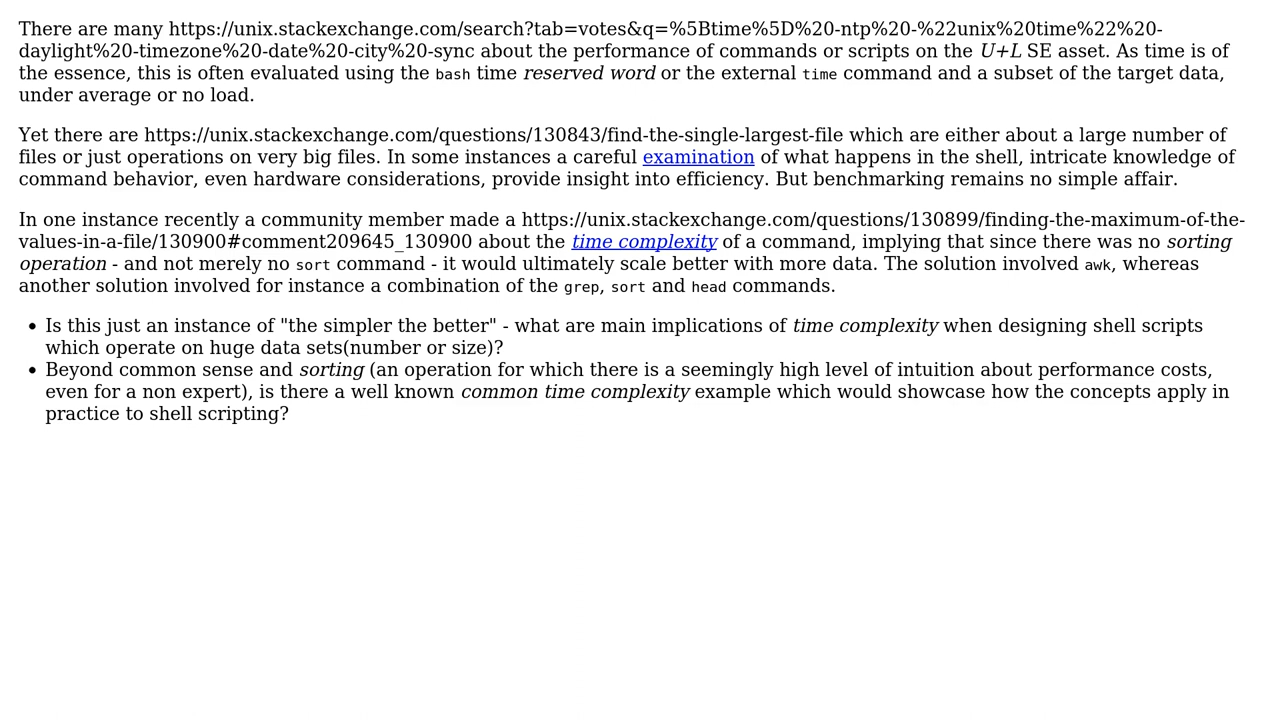 There are many https://unix.stackexchange.com/search?tab=votes&q=%5Btime%5D%20-ntp%20-%22unix%20time%22%20-
daylight%20-timezone%20-date%20-city%20-sync about the performance of commands or scripts on the U+L SE asset. As time is of
the essence, this is often evaluated using the bash time reserved word or the external time command and a subset of the target data,
under average or no load.
Yet there are https://unix.stackexchange.com/questions/130843/find-the-single-largest-file which are either about a large number of
files or just operations on very big files. In some instances a careful examination of what happens in the shell, intricate knowledge of
command behavior, even hardware considerations, provide insight into efficiency. But benchmarking remains no simple affair.
In one instance recently a community member made a https://unix.stackexchange.com/questions/130899/finding-the-maximum-of-the-
values-in-a-file/130900#comment209645_130900 about the time complexity of a command, implying that since there was no sorting
operation - and not merely no sort command - it would ultimately scale better with more data. The solution involved awk, whereas
another solution involved for instance a combination of the grep, sort and head commands.
• Is this just an instance of "the simpler the better" - what are main implications of time complexity when designing shell scripts
which operate on huge data sets(number or size)?
• Beyond common sense and sorting (an operation for which there is a seemingly high level of intuition about performance costs,
even for a non expert), is there a well known common time complexity example which would showcase how the concepts apply in
practice to shell scripting?